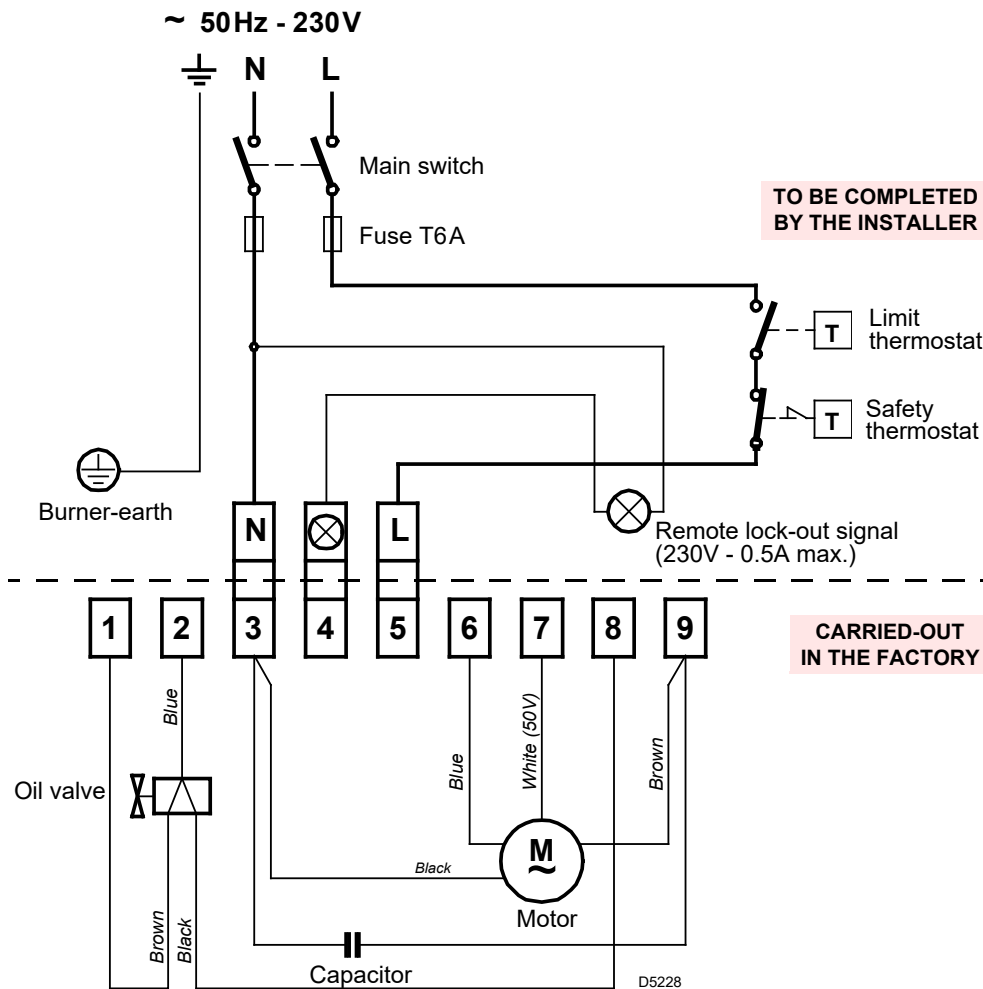 ~ 50Hz - 230V
N L
Main switch
TO BE COMPLETED
BY THE INSTALLER
Fuse T6A
T
Limit
thermostat
T
Safety
thermostat
Burner-earth
N
L
Remote lock-out signal
(230V - 0.5A max.)
1 2 3 4 5 6 7 8 9
CARRIED-OUT
IN THE FACTORY
Blue
Blue
White (50V)
Brown
Oil valve
M
~
Black
Motor
Brown
Black
Capacitor
D5228